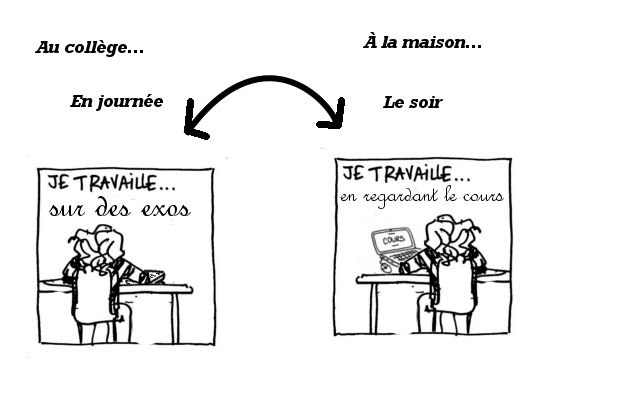 Au collège...
En journée
À la maison...
Le soir
JE TRAVAILLE...
sur des exos
JE TRAVAILLE...
en regardant le cours
COURS